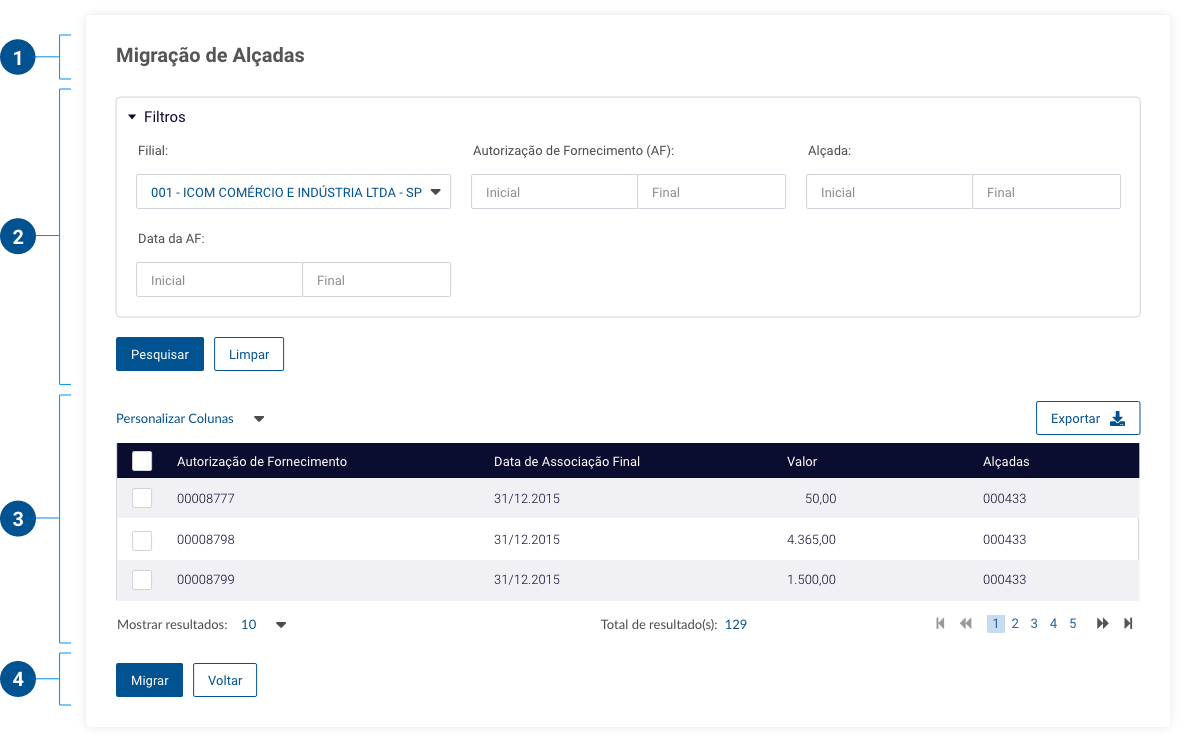 1
Migração de Alçadas
2
Filtros
Filial: Autorização de Fornecimento (AF): Alçada:
001 - ICOM COMÉRCIO E INDÚSTRIA LTDA - SP Inicial Final Inicial Final
Data da AF:
Inicial Final
Pesquisar Limpar
3
Personalizar Colunas Exportar
Autorização de Fornecimento Data de Associação Final Valor Alçadas
00008777 31/12.2015 50,00 000433
00008798 31/12.2015 4.365,00 000433
00008799 31/12.2015 1.500,00 000433
Mostrar resultados: 10 Total de resultado(s): 129 1 2 3 4 5
4
Migrar Voltar